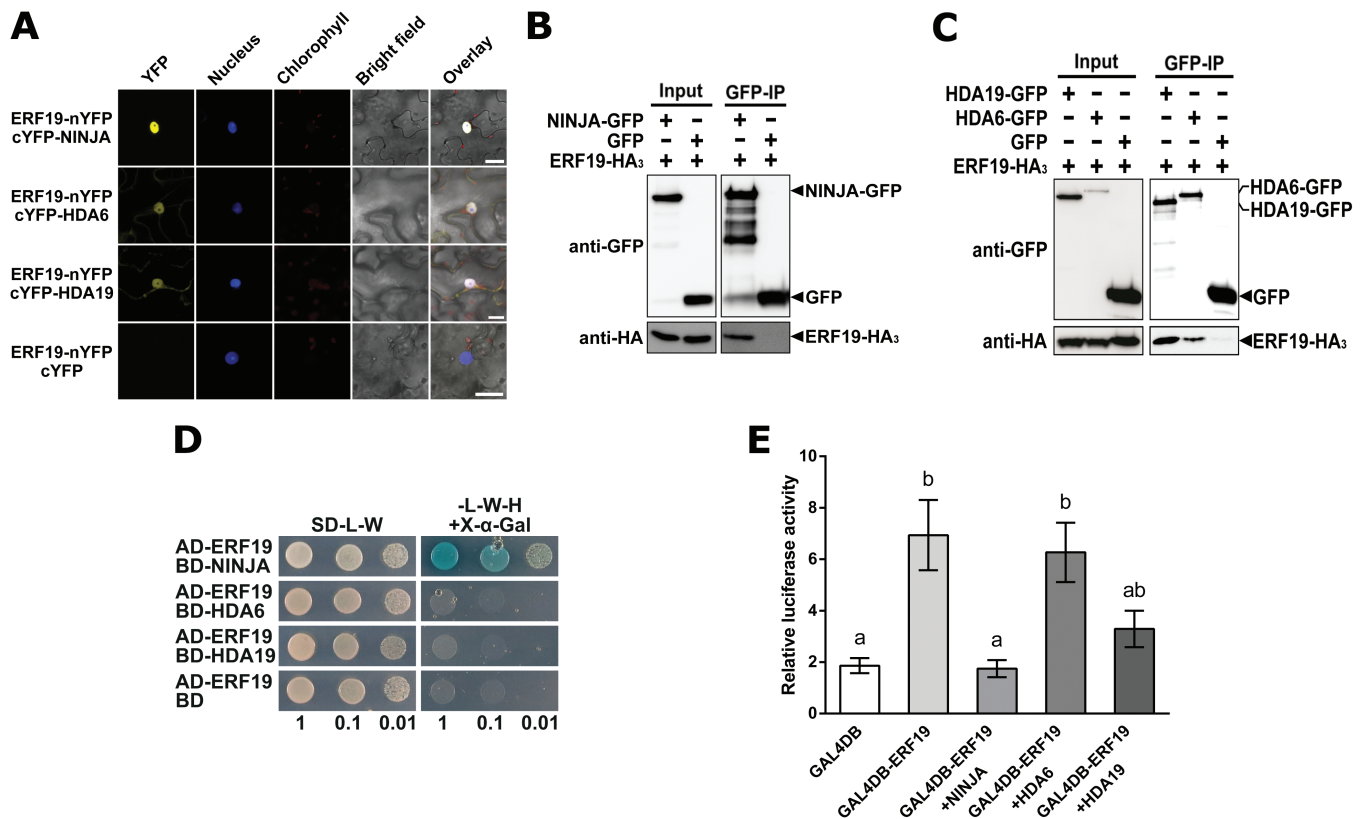 A
YFP
Nucleus
Chlorophyll
Bright field
Overlay
ERF19-nYFP
cYFP-NINJA
ERF19-nYFP
cYFP-HDA6
ERF19-nYFP
cYFP-HDA19
ERF19-nYFP
cYFP
B
Input GFP-IP
NINJA-GFP + - + -
GFP - + - +
ERF19-HA3 + + + +
anti-GFP
NINJA-GFP
GFP
anti-HA
ERF19-HA3
C
Input GFP-IP
HDA19-GFP + - - + - -
HDA6-GFP - + - - + -
GFP - - + - - +
ERF19-HA3 + + + + + +
anti-GFP
HDA6-GFP
HDA19-GFP
GFP
anti-HA
ERF19-HA3
D
SD-L-W
-L-W-H
+X-α-Gal
AD-ERF19
BD-NINJA
AD-ERF19
BD-HDA6
AD-ERF19
BD-HDA19
AD-ERF19
BD
1 0.1 0.01 1 0.1 0.01
E
Relative luciferase activity
10
8
6
4
2
0
a
b
a
b
ab
GAL4DB
GAL4DB-ERF19
GAL4DB-ERF19
+NINJA
GAL4DB-ERF19
+HDA6
GAL4DB-ERF19
+HDA19